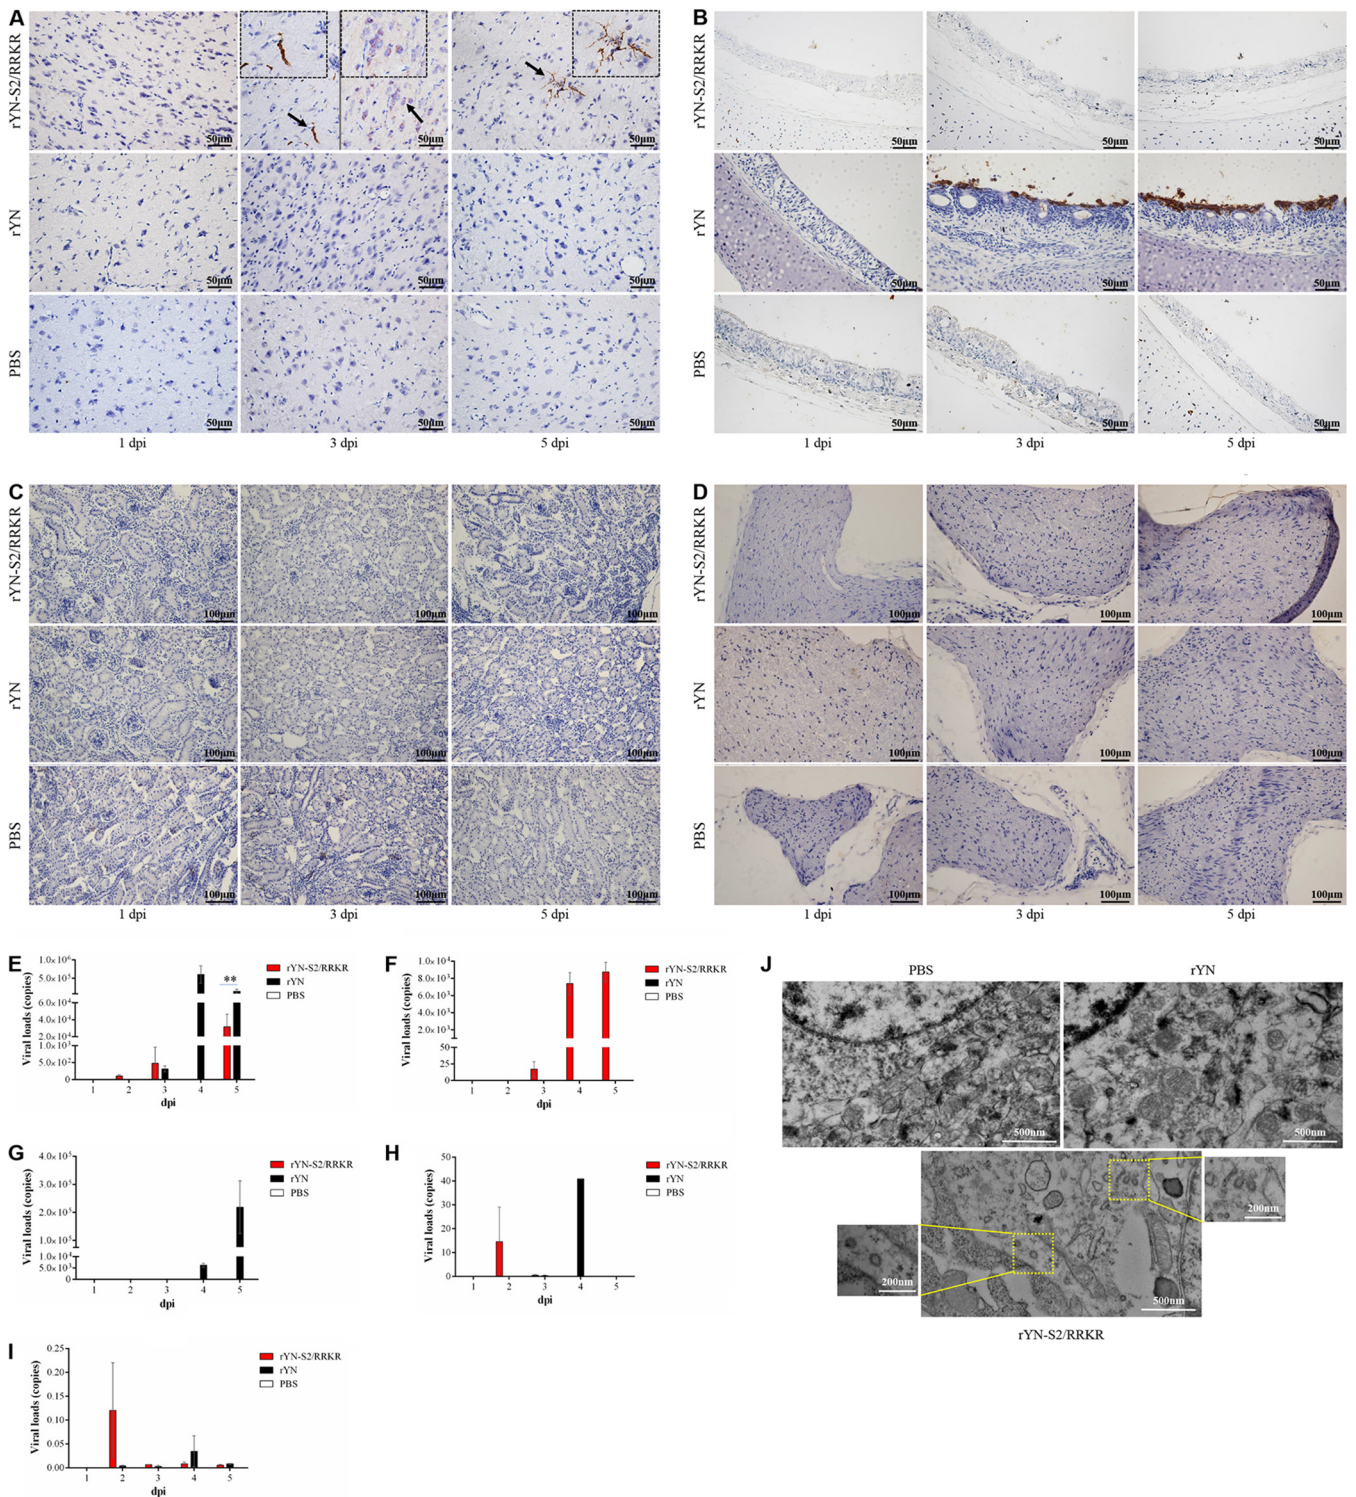 A
rYN-S2/RRKR
50μm
50μm
50μm
50μm
rYN
50μm
50μm
50μm
PBS
50μm
50μm
50μm
1 dpi
3 dpi
5 dpi
B
rYN-S2/RRKR
50μm
50μm
50μm
rYN
50μm
50μm
50μm
PBS
50μm
50μm
50μm
1 dpi
3 dpi
5 dpi
C
rYN-S2/RRKR
100μm
100μm
100μm
rYN
100μm
100μm
100μm
PBS
100μm
100μm
100μm
1 dpi
3 dpi
5 dpi
D
rYN-S2/RRKR
100μm
100μm
100μm
rYN
100μm
100μm
100μm
PBS
100μm
100μm
100μm
1 dpi
3 dpi
5 dpi
E
Viral loads (copies)
1.0×10⁶
5.0×10⁵
6.0×10⁴
4.0×10⁴
2.0×10⁴
1.0×10³
5.0×10²
0
**
1 2 3 4 5
dpi
rYN-S2/RRKR
rYN
PBS
F
Viral loads (copies)
1.0×10⁴
8.0×10³
6.0×10³
4.0×10³
2.0×10³
50
25
0
1 2 3 4 5
dpi
rYN-S2/RRKR
rYN
PBS
G
Viral loads (copies)
4.0×10⁵
3.0×10⁵
2.0×10⁵
1.0×10⁵
1.0×10⁴
5.0×10³
0
1 2 3 4 5
dpi
rYN-S2/RRKR
rYN
PBS
H
Viral loads (copies)
50
40
30
20
10
0
1 2 3 4 5
dpi
rYN-S2/RRKR
rYN
PBS
I
Viral loads (copies)
0.25
0.20
0.15
0.10
0.05
0.00
1 2 3 4 5
dpi
rYN-S2/RRKR
rYN
PBS
J
PBS
rYN
500nm
500nm
200nm
200nm
500nm
rYN-S2/RRKR